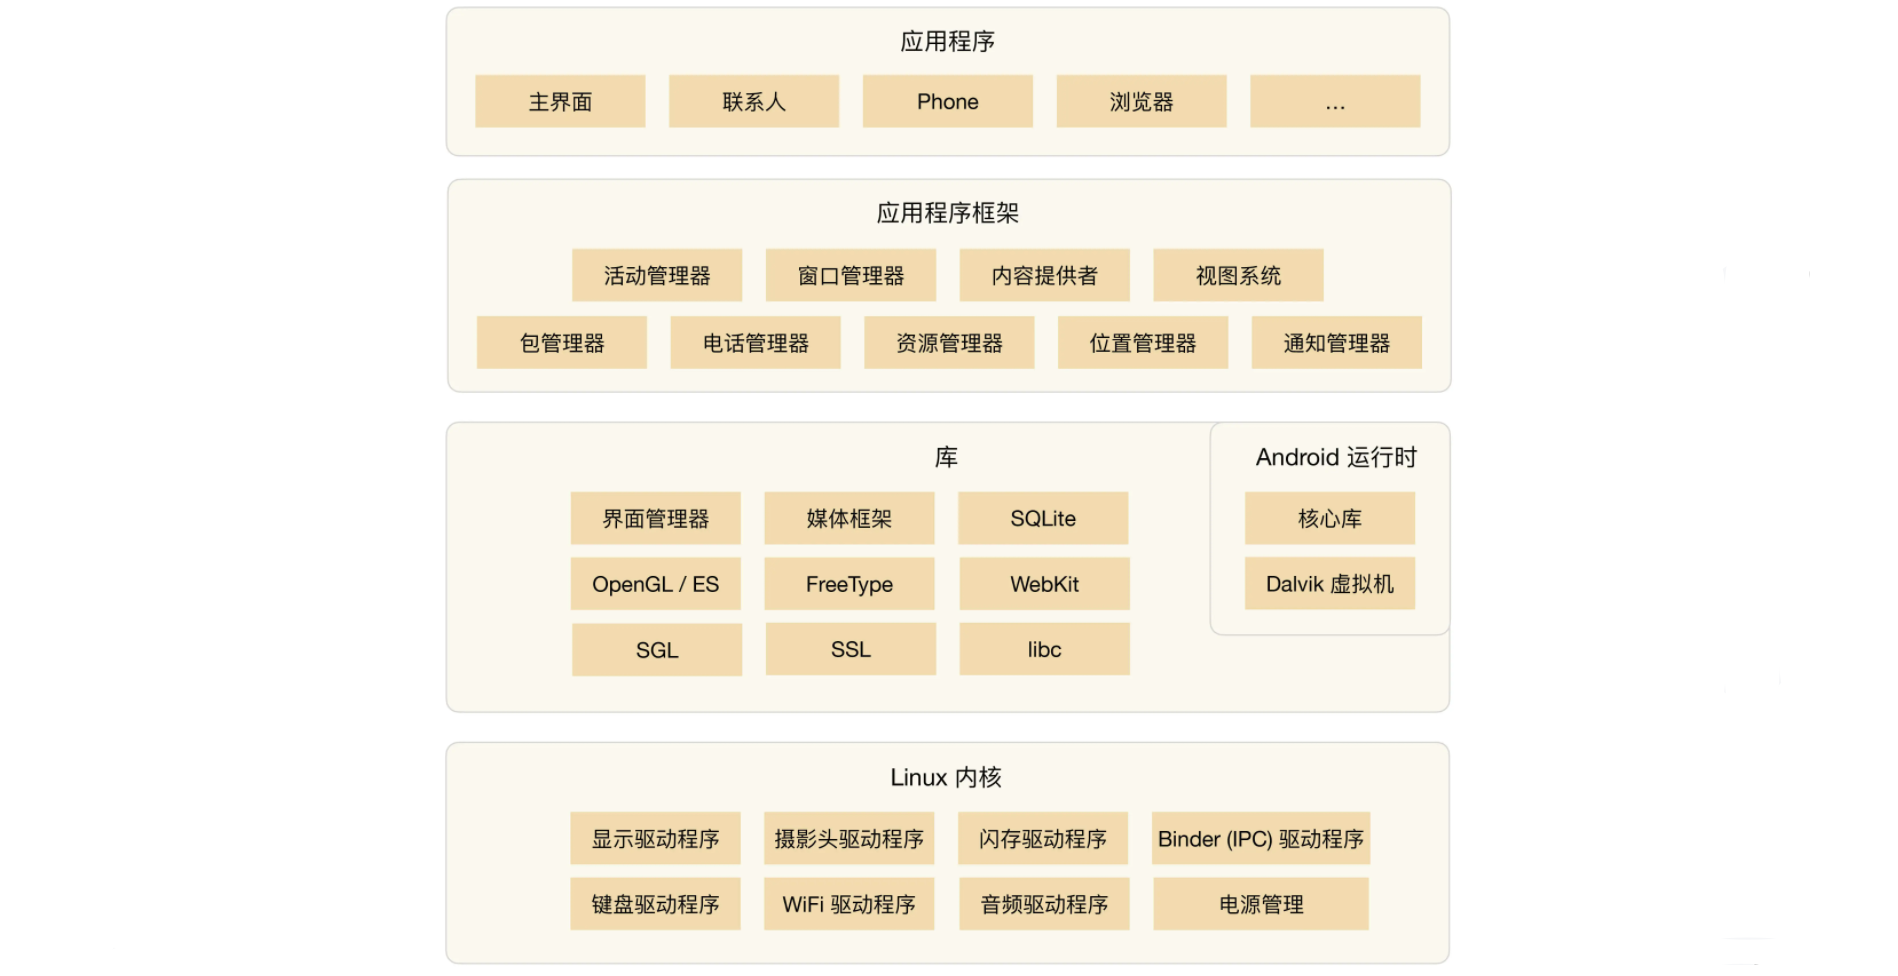 应用程序
主界面 联系人 Phone 浏览器 ...
应用程序框架
活动管理器 窗口管理器 内容提供者 视图系统
包管理器 电话管理器 资源管理器 位置管理器 通知管理器
库 Android 运行时
界面管理器 媒体框架 SQLite 核心库
OpenGL / ES FreeType WebKit Dalvik 虚拟机
SGL SSL libc
Linux 内核
显示驱动程序 摄影头驱动程序 闪存驱动程序 Binder (IPC) 驱动程序
键盘驱动程序 WiFi 驱动程序 音频驱动程序 电源管理